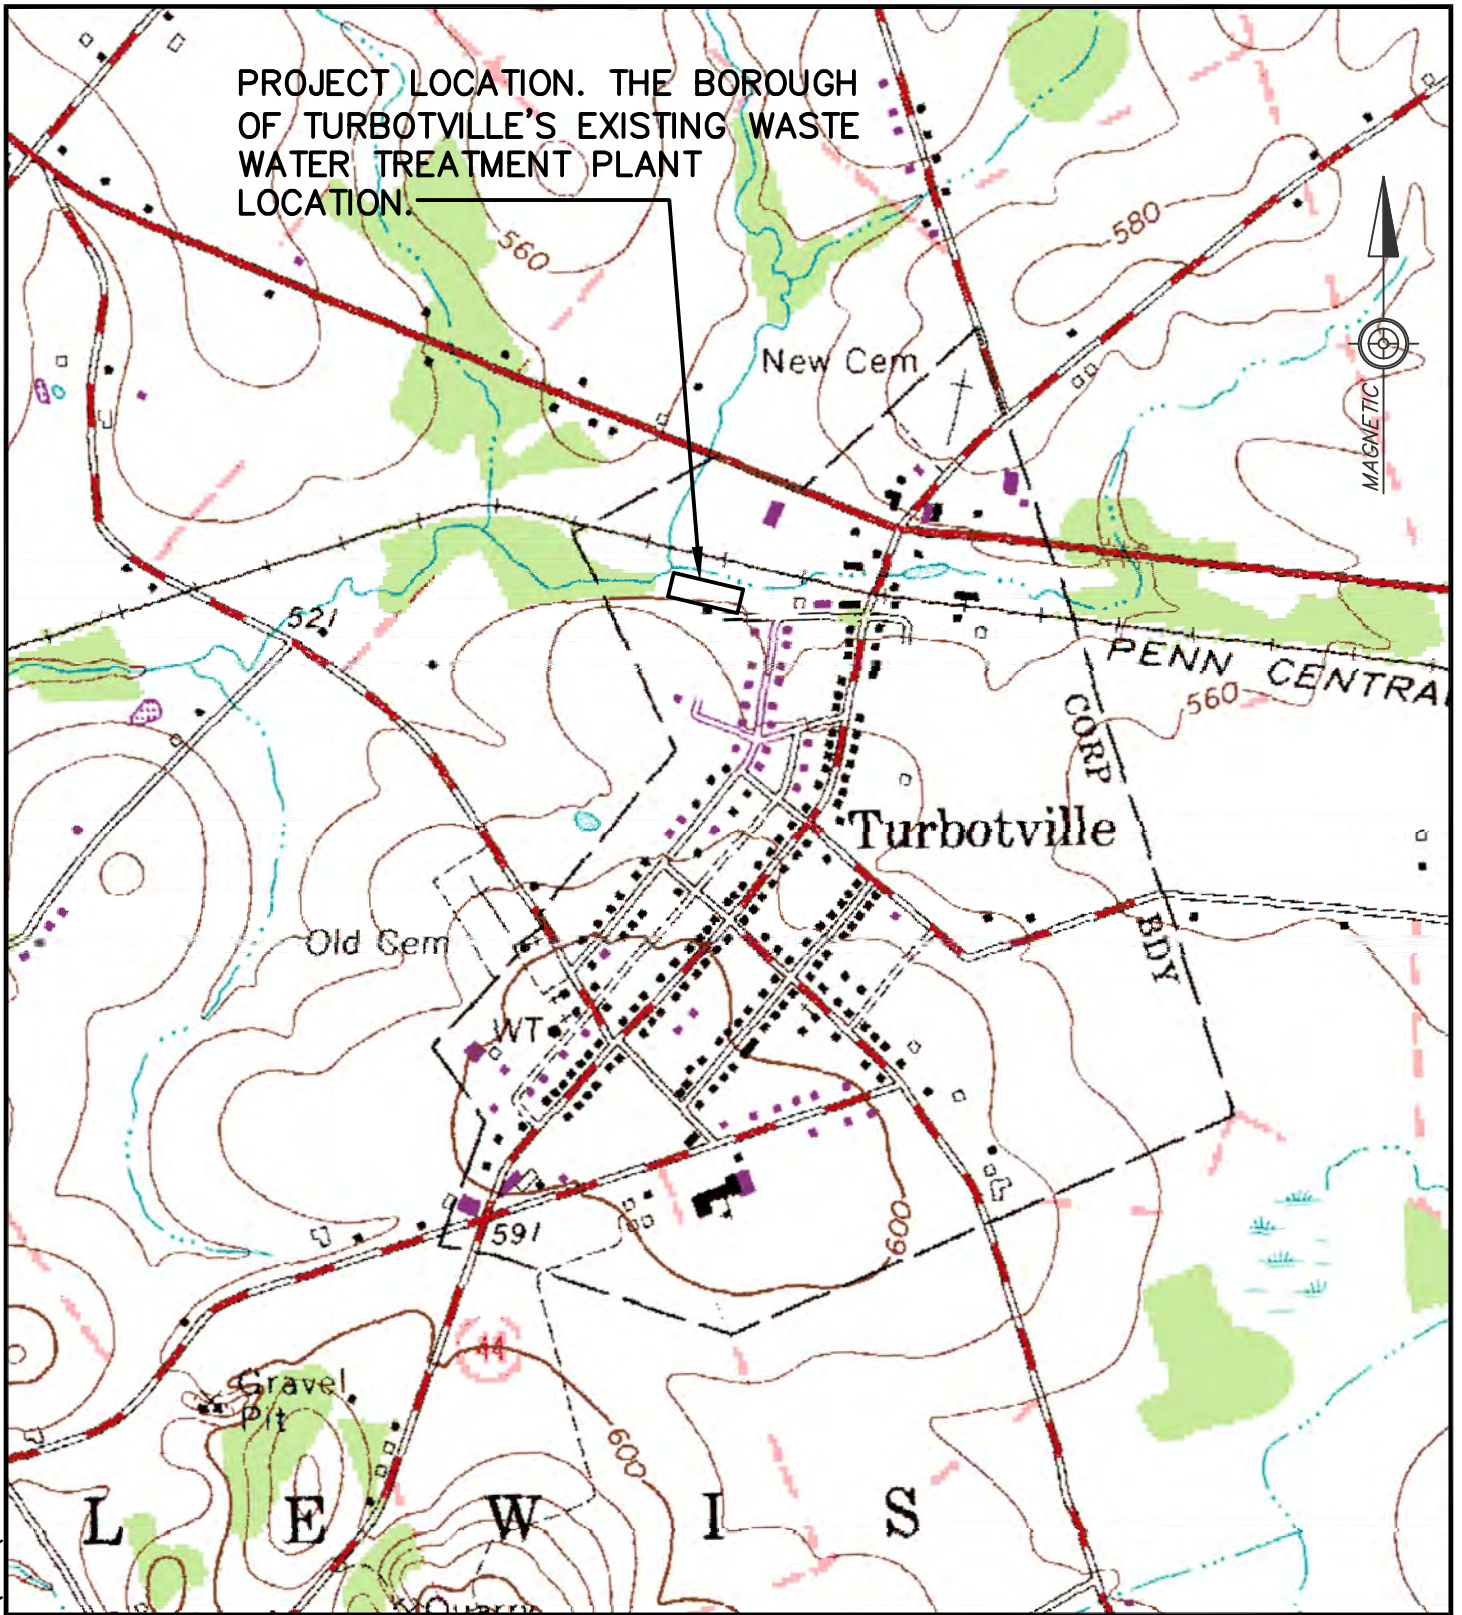 PROJECT LOCATION. THE BOROUGH
OF TURBOTVILLE'S EXISTING WASTE
WATER TREATMENT PLANT
LOCATION.
560
580
New Cem
MAGNETIC
521
PENN CENTRAL
560
CORP
Turbotville
BDY
Old Cem
WT
591
600
44
Gravel
Pit
600
L E W I S
Quarry